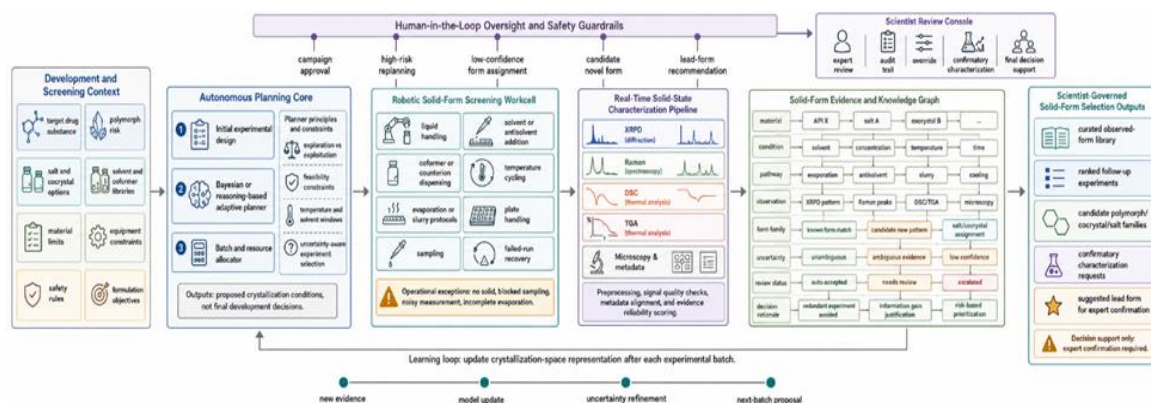 Human-in-the-Loop Oversight and Safety Guardrails
Scientist Review Console
expert
review
audit
trail
override
confirmatory
characterization
final decision
support
campaign
approval
high-risk
replanning
low-confidence
form assignment
candidate
novel form
lead-form
recommendation
Development and
Screening Context
target drug
substance
polymorph
risk
salt and
cocrystal
options
solvent and
coformer
libraries
material
limits
equipment
constraints
safety
rules
formulation
objectives
Autonomous Planning Core
1
Initial experimental
design
2
Bayesian or
reasoning-based
adaptive planner
3
Batch and resource
allocator
Planner principles
and constraints
exploration vs
exploitation
feasibility
constraints
temperature
and solvent
windows
uncertainty-aware
experiment
selection
Outputs: proposed crystallization conditions,
not final development decisions.
Robotic Solid-Form Screening Workcell
liquid
handling
solvent or
antisolvent
addition
coformer or
counterion
dispensing
temperature
cycling
evaporation or
slurry protocols
plate
handling
sampling
failed-run
recovery
Operational exceptions: no solid, blocked sampling,
noisy measurement, incomplete evaporation.
Real-Time Solid-State
Characterization Pipeline
XRPD
(diffraction)
Raman
(spectroscopy)
DSC
(thermal analysis)
TGA
(thermal analysis)
Microscopy &
metadata
Preprocessing, signal quality checks,
metadata alignment, and evidence
reliability scoring.
Solid-Form Evidence and Knowledge Graph
material
API X
salt A
cocrystal B
...
condition
solvent
concentration
temperature
time
pathway
evaporation
antisolvent
slurry
cooling
observation
XRPD pattern
Raman peaks
DSC/TGA
microscopy
form family
known form match
candidate new pattern
salt/cocrystal
assignment
uncertainty
unambiguous
ambiguous evidence
low confidence
review status
auto-accepted
needs review
escalated
decision
rationale
redundant experiment
avoided
information gain
justification
risk-based
prioritization
Scientist-Governed
Solid-Form Selection Outputs
curated observed-
form library
ranked follow-up
experiments
candidate polymorph/
cocrystal/salt families
confirmatory
characterization
requests
suggested lead form
for expert confirmation
Decision support only:
expert confirmation required.
Learning loop: update crystallization-space representation after each experimental batch.
new evidence
model update
uncertainty refinement
next-batch proposal